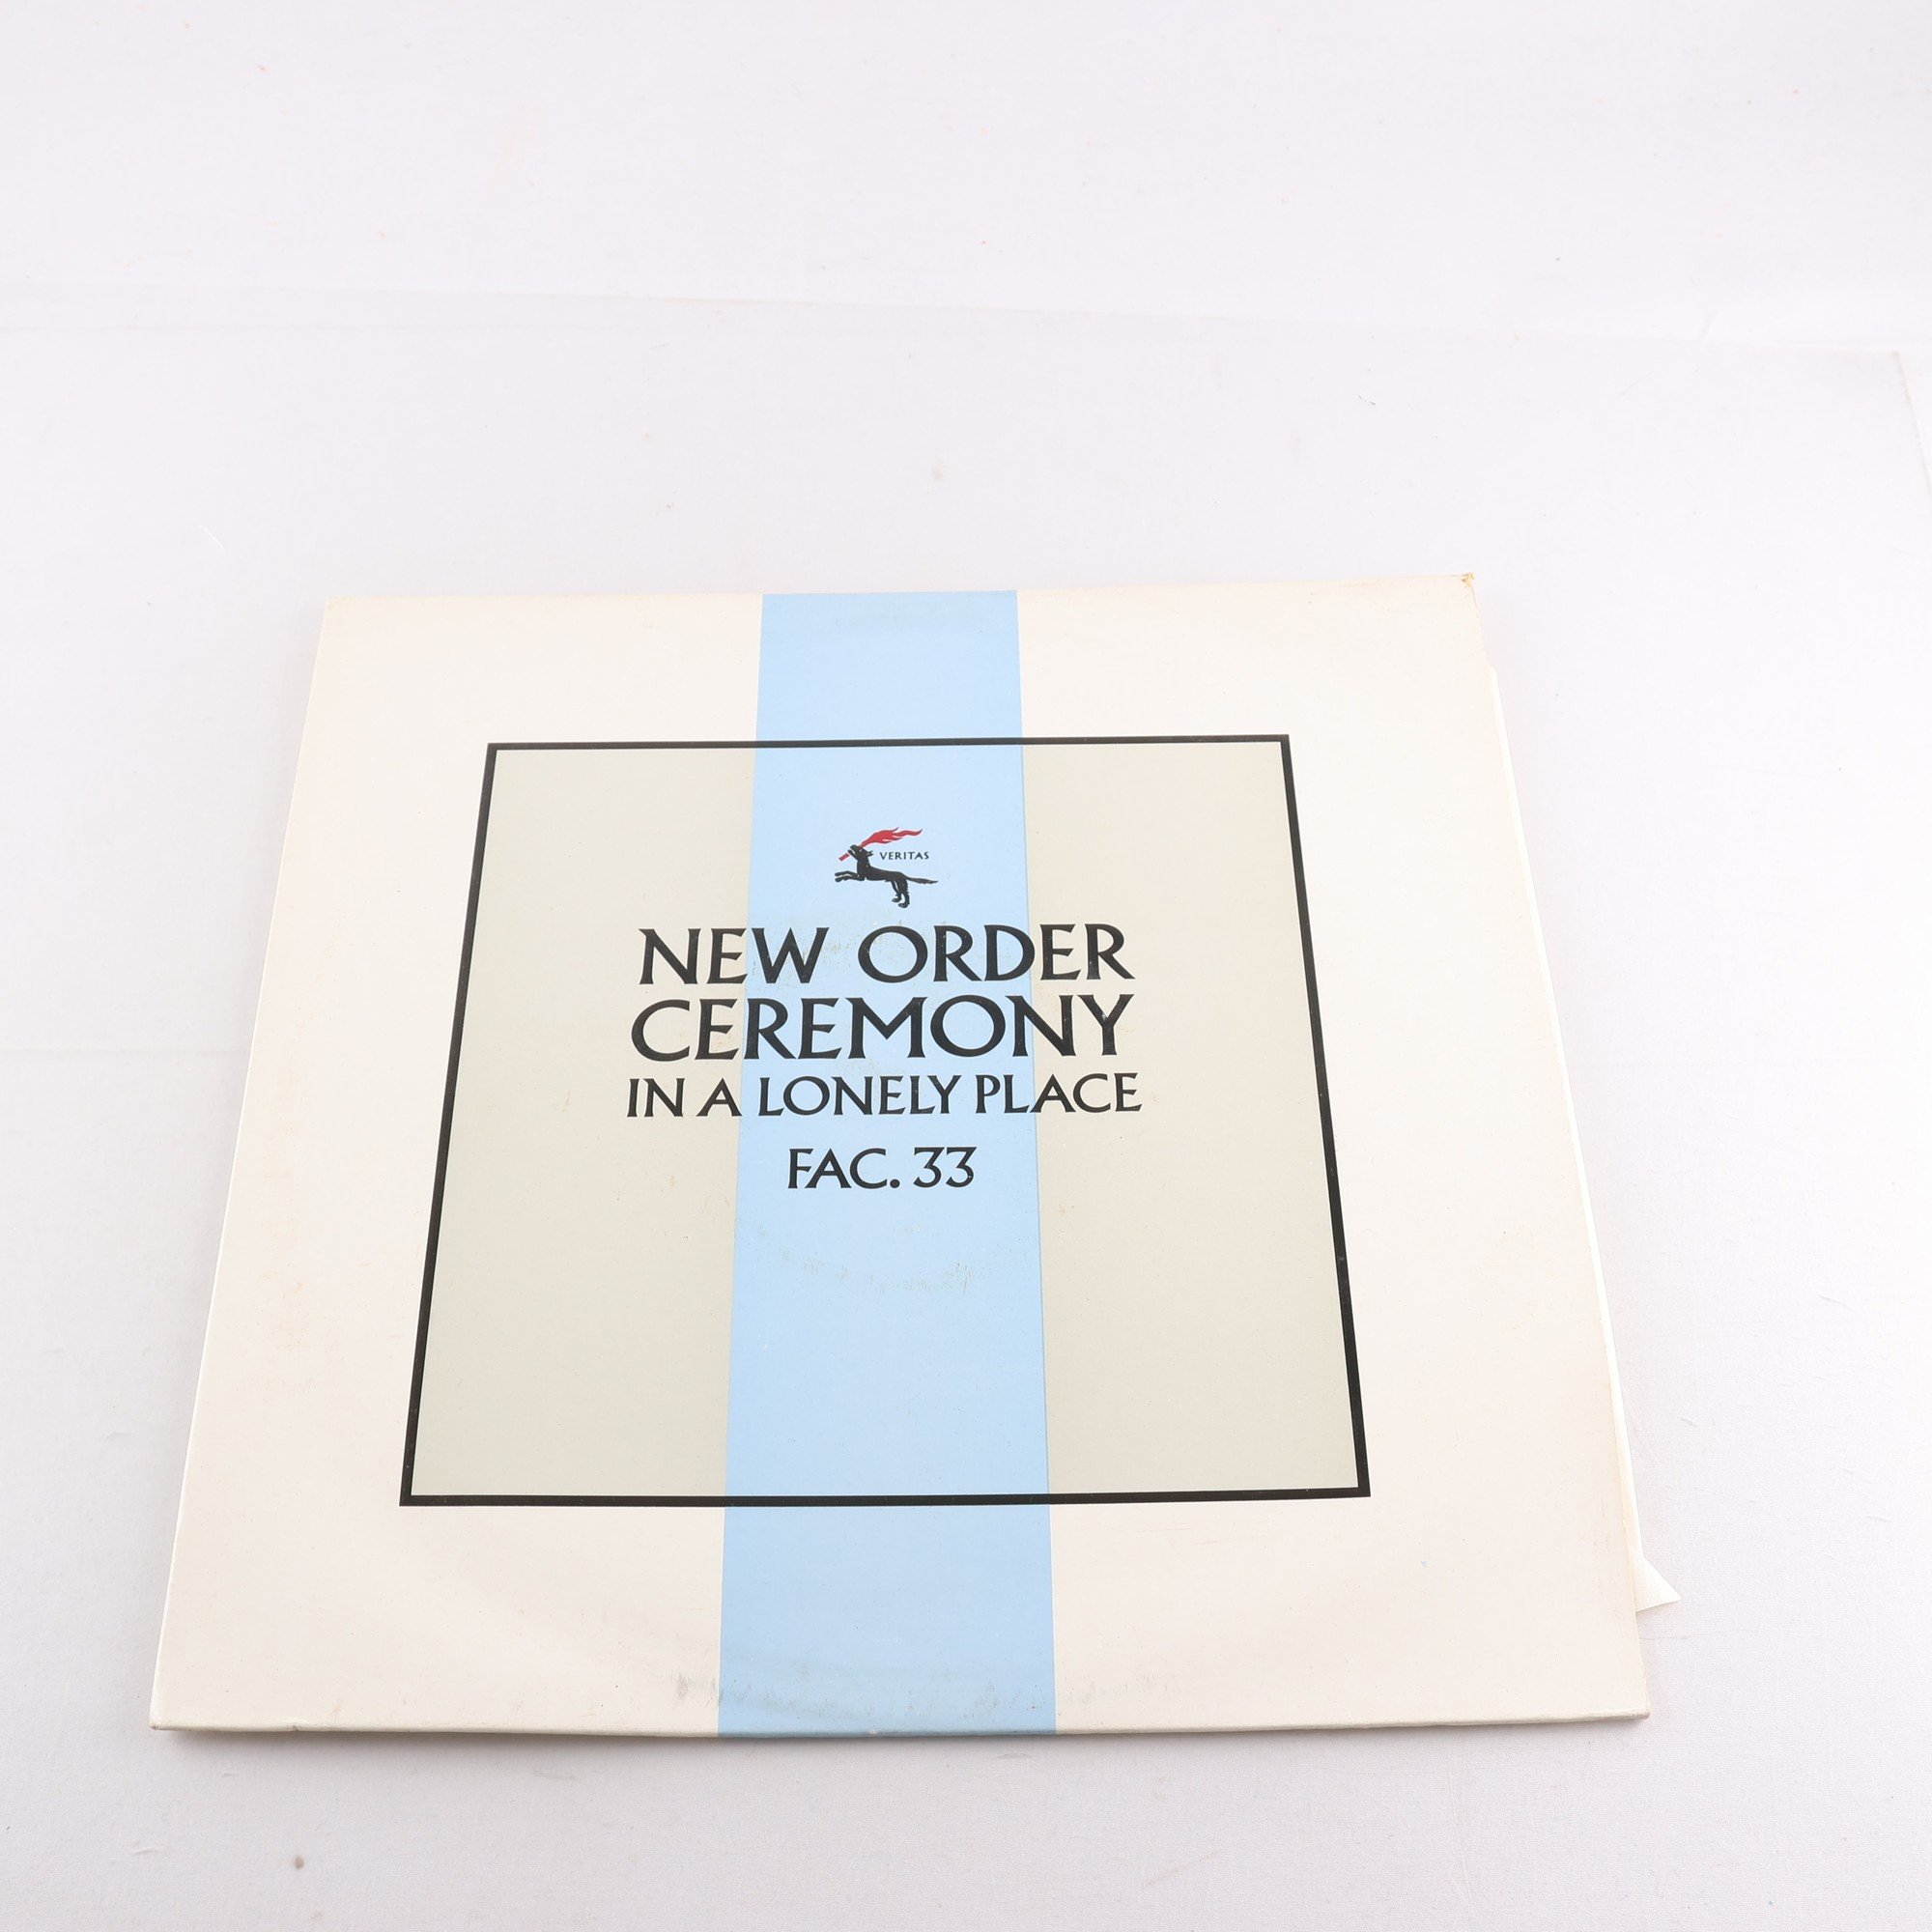 VERITAS
NEW ORDER
CEREMONY
IN A LONELY PLACE
FAC. 33